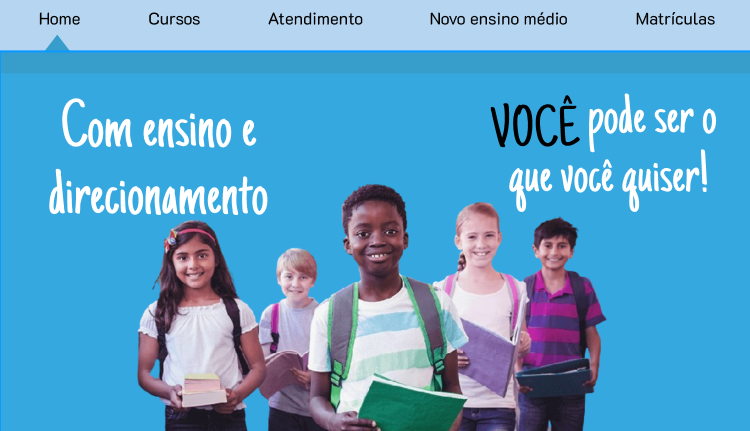 Home Cursos Atendimento Novo ensino médio Matrículas
Com ensino e
direcionamento
VOCÊ pode ser o
que você quiser!